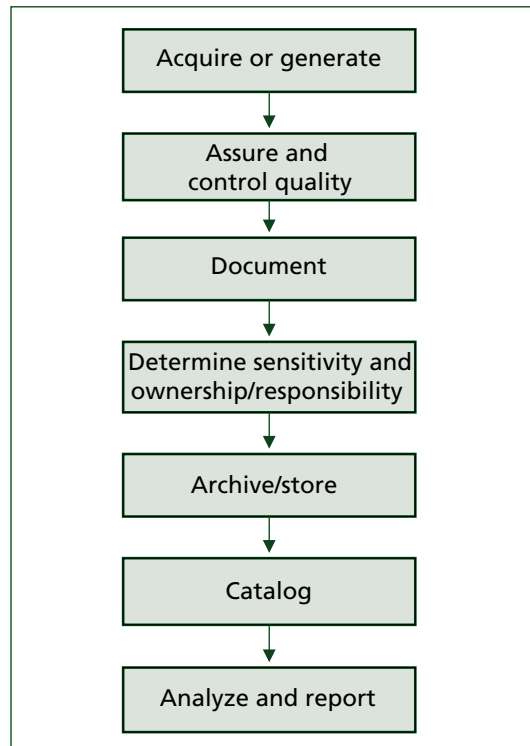 Acquire or generate
Assure and
control quality
Document
Determine sensitivity and
ownership/responsibility
Archive/store
Catalog
Analyze and report